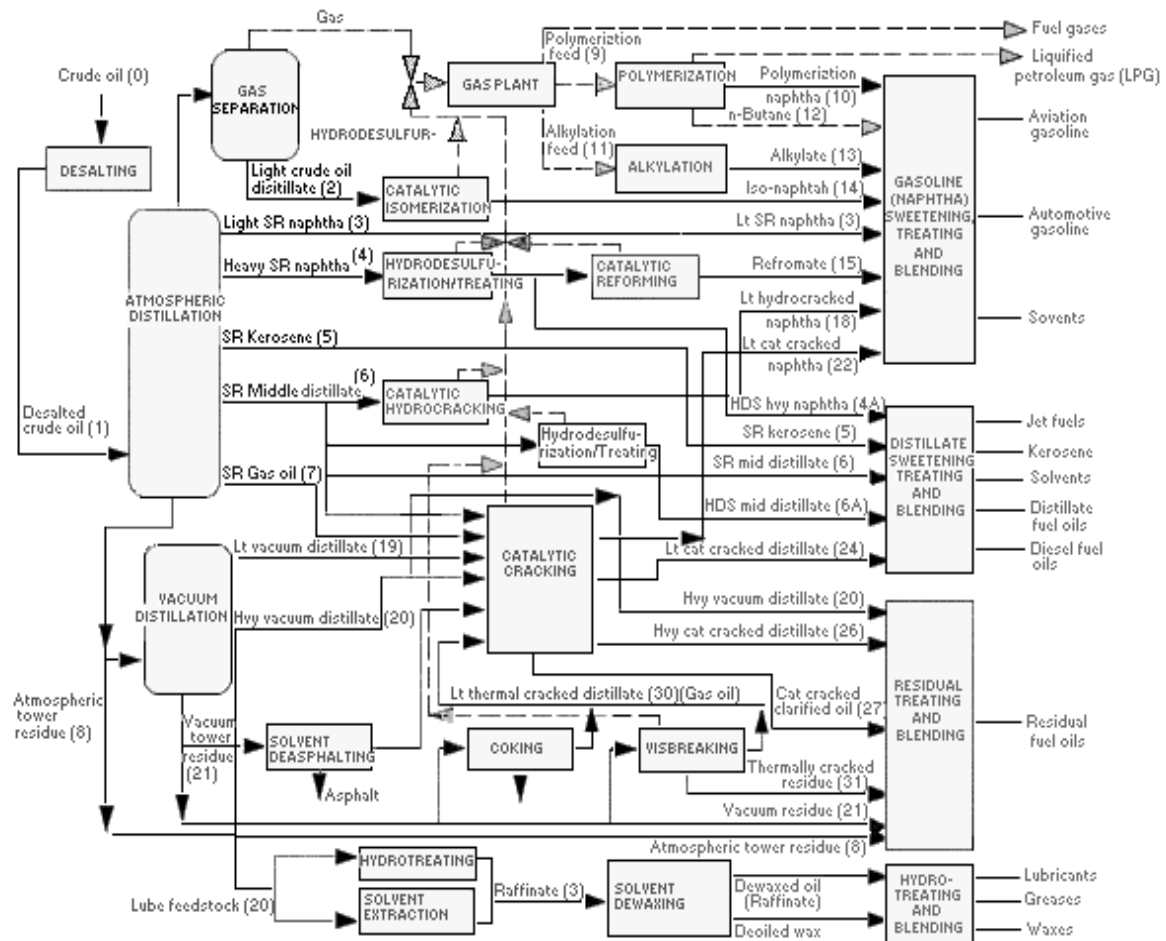 Gas
Fuel gases
Polymeriztion
feed (9)
Liquified
petroleum gas (LPG)
Crude oil (0)
GAS
SEPARATION
GAS PLANT
POLYMERIZATION
Polymeriztion
naphtha (10)
n-Butane (12)
Aviation
gasoline
HYDRODESULFUR-
Alkylation
feed (11)
DESALTING
Light crude oil
disitillate (2)
ALKYLATION
Alkylate (13)
CATALYTIC
ISOMERIZATION
Iso-naphtah (14)
GASOLINE
(NAPHTHA)
SWEETENING,
TREATING
AND
BLENDING
Light SR naphtha (3)
Lt SR naphtha (3)
Automotive
gasoline
Heavy SR naphtha (4)
HYDRODESULFU-
RIZATION/TREATING
CATALYTIC
REFORMING
Refromate (15)
ATMOSPHERIC
DISTILLATION
Lt hydrocracked
naphtha (18)
Sovents
SR Kerosene (5)
Lt cat cracked
naphtha (22)
SR Middle distillate (6)
CATALYTIC
HYDROCRACKING
HDS hvy naphtha (4A)
Jet fuels
Desalted
crude oil (1)
Hydrodesulfu-
rization/Treating
SR kerosene (5)
DISTILLATE
SWEETENING
TREATING
AND
BLENDING
Kerosene
SR Gas oil (7)
SR mid distillate (6)
Solvents
HDS mid distillate (6A)
Distillate
fuel oils
Lt vacuum distillate (19)
CATALYTIC
CRACKING
Lt cat cracked distillate (24)
Diesel fuel
oils
VACUUM
DISTILLATION
Hvy vacuum distillate (20)
Hvy vacuum distillate (20)
Hvy cat cracked distillate (26)
Atmospheric
tower
residue (8)
Lt thermal cracked distillate (30)(Gas oil)
Cat cracked
clarified oil (27)
RESIDUAL
TREATING
AND
BLENDING
Residual
fuel oils
Vacuum
tower
residue
(21)
SOLVENT
DEASPHALTING
COKING
VISBREAKING
Asphalt
Thermally cracked
residue (31)
Vacuum residue (21)
Atmospheric tower residue (8)
HYDROTREATING
Lube feedstock (20)
SOLVENT
EXTRACTION
Raffinate (3)
SOLVENT
DEWAXING
Dewaxed oil
(Raffinate)
Deoiled wax
HYDRO-
TREATING
AND
BLENDING
Lubricants
Greases
Waxes